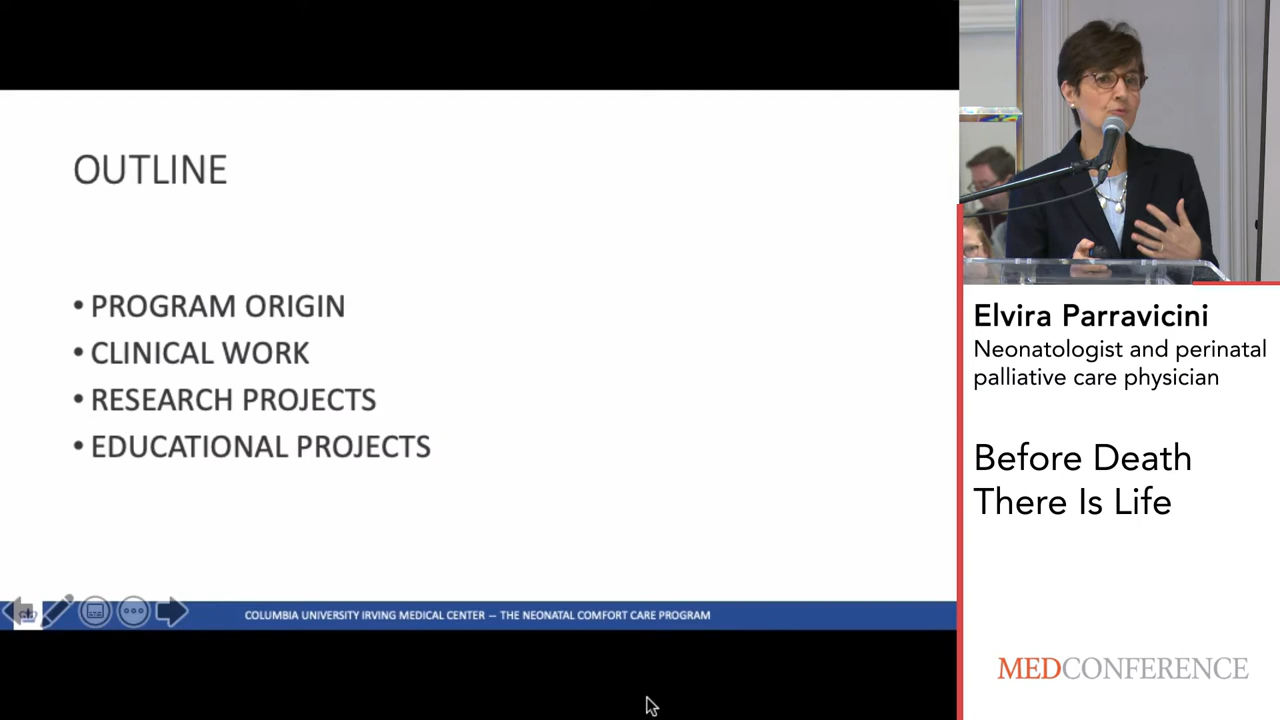 OUTLINE
• PROGRAM ORIGIN
• CLINICAL WORK
• RESEARCH PROJECTS
• EDUCATIONAL PROJECTS
COLUMBIA UNIVERSITY IRVING MEDICAL CENTER -- THE NEONATAL COMFORT CARE PROGRAM
Elvira Parravicini
Neonatologist and perinatal
palliative care physician
Before Death
There Is Life
MEDCONFERENCE